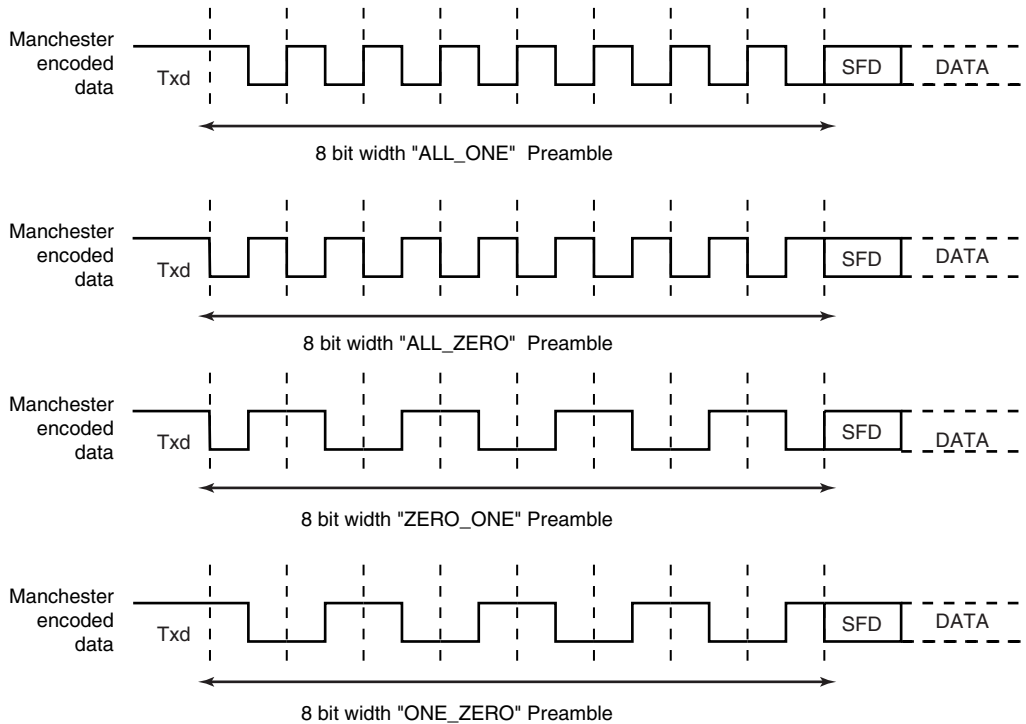 Manchester
encoded
data
Txd
SFD
DATA
8 bit width "ALL_ONE" Preamble
Manchester
encoded
data
Txd
SFD
DATA
8 bit width "ALL_ZERO" Preamble
Manchester
encoded
data
Txd
SFD
DATA
8 bit width "ZERO_ONE" Preamble
Manchester
encoded
data
Txd
SFD
DATA
8 bit width "ONE_ZERO" Preamble